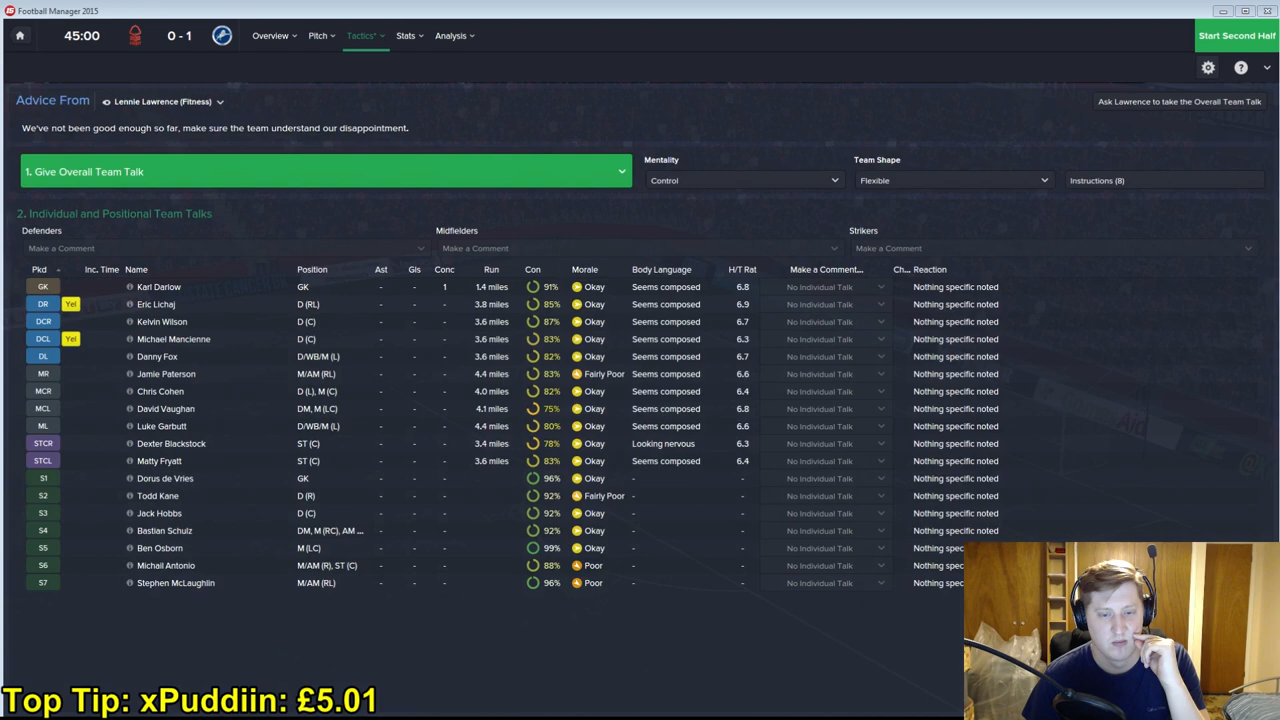 Football Manager 2015
45:00 0 - 1 Overview Pitch Tactics* Stats Analysis Start Second Half
Advice From Lennie Lawrence (Fitness) Ask Lawrence to take the Overall Team Talk
We've not been good enough so far, make sure the team understand our disappointment.
Mentality Team Shape
1. Give Overall Team Talk Control Flexible Instructions (8)
2. Individual and Positional Team Talks
Defenders Midfielders Strikers
Make a Comment Make a Comment Make a Comment
Pkd Inc. Time Name Position Ast Gls Conc Run Con Morale Body Language H/T Rat Make a Comment... Ch... Reaction
GK Karl Darlow GK - - 1 1.4 miles 91% Okay Seems composed 6.8 No Individual Talk Nothing specific noted
DR Yel Eric Lichaj D (RL) - - - 3.8 miles 85% Okay Seems composed 6.9 No Individual Talk Nothing specific noted
DCR Kelvin Wilson D (C) - - - 3.6 miles 87% Okay Seems composed 6.7 No Individual Talk Nothing specific noted
DCL Yel Michael Mancienne D (C) - - - 3.6 miles 83% Okay Seems composed 6.3 No Individual Talk Nothing specific noted
DL Danny Fox D/WB/M (L) - - - 3.6 miles 82% Okay Seems composed 6.7 No Individual Talk Nothing specific noted
MR Jamie Paterson M/AM (RL) - - - 4.4 miles 83% Fairly Poor Seems composed 6.6 No Individual Talk Nothing specific noted
MCR Chris Cohen D (L), M (C) - - - 4.0 miles 82% Okay Seems composed 6.4 No Individual Talk Nothing specific noted
MCL David Vaughan DM, M (LC) - - - 4.1 miles 75% Okay Seems composed 6.8 No Individual Talk Nothing specific noted
ML Luke Garbutt D/WB/M (L) - - - 4.4 miles 80% Okay Seems composed 6.6 No Individual Talk Nothing specific noted
STCR Dexter Blackstock ST (C) - - - 3.4 miles 78% Okay Looking nervous 6.3 No Individual Talk Nothing specific noted
STCL Matty Fryatt ST (C) - - - 3.6 miles 83% Okay Seems composed 6.4 No Individual Talk Nothing specific noted
S1 Dorus de Vries GK - - - 96% Okay - - No Individual Talk Nothing specific noted
S2 Todd Kane D (R) - - - 92% Fairly Poor - - No Individual Talk Nothing specific noted
S3 Jack Hobbs D (C) - - - 92% Okay - - No Individual Talk Nothing specific noted
S4 Bastian Schulz DM, M (RC), AM ... - - - 92% Okay - - No Individual Talk Nothing specific noted
S5 Ben Osborn M (LC) - - - 99% Okay - - No Individual Talk Nothing specific noted
S6 Michail Antonio M/AM (R), ST (C) - - - 88% Poor - - No Individual Talk Nothing spec
S7 Stephen McLaughlin M/AM (RL) - - - 96% Poor - - No Individual Talk Nothing spec
Top Tip: xPuddiin: £5.01